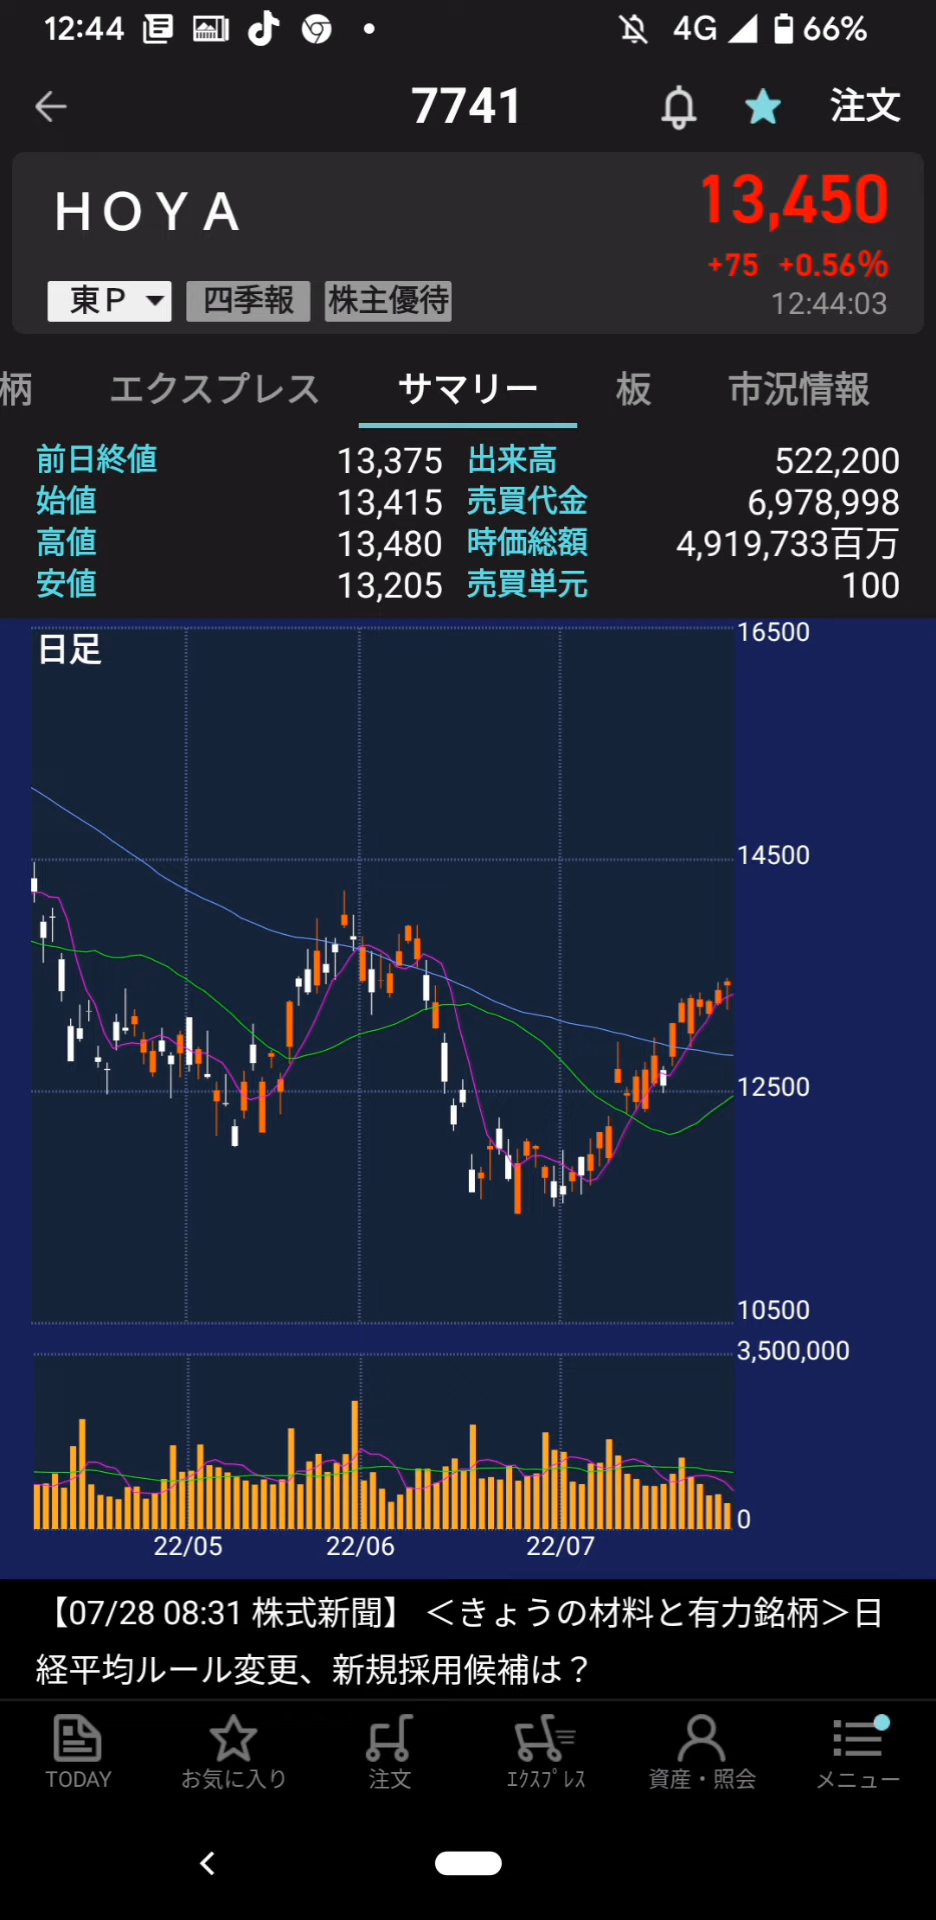 12:44 4G 66%
7741 注文
HOYA 13,450
+75 +0.56%
東P 四季報 株主優待 12:44:03
柄 エクスプレス サマリー 板 市況情報
前日終値 13,375 出来高 522,200
始値 13,415 売買代金 6,978,998
高値 13,480 時価総額 4,919,733百万
安値 13,205 売買単元 100
日足
16500
14500
12500
10500
3,500,000
0
22/05 22/06 22/07
【07/28 08:31 株式新聞】 ＜きょうの材料と有力銘柄＞日
経平均ルール変更、新規採用候補は？
TODAY お気に入り 注文 ｴｸｽﾌﾟﾚｽ 資産・照会 メニュー